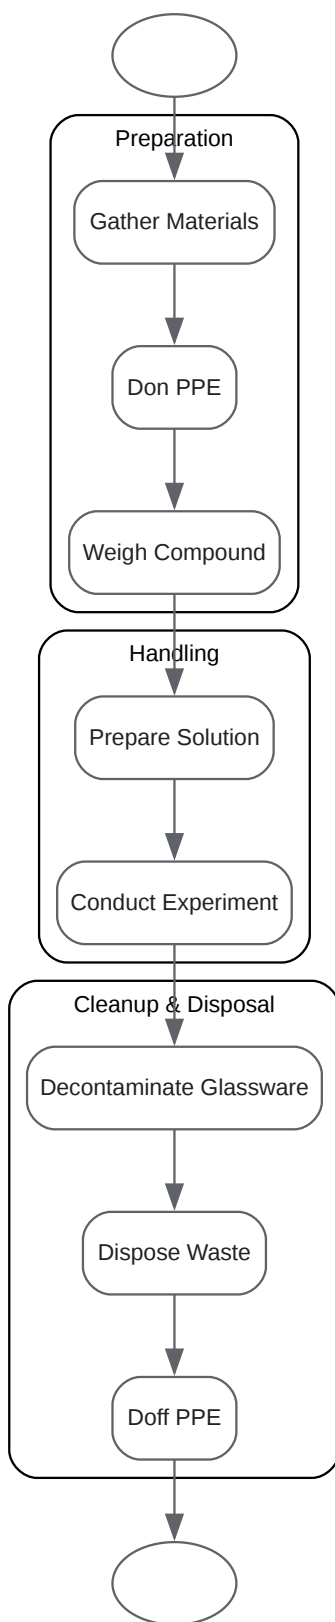 Preparation
Gather Materials
Don PPE
Weigh Compound
Handling
Prepare Solution
Conduct Experiment
Cleanup & Disposal
Decontaminate Glassware
Dispose Waste
Doff PPE